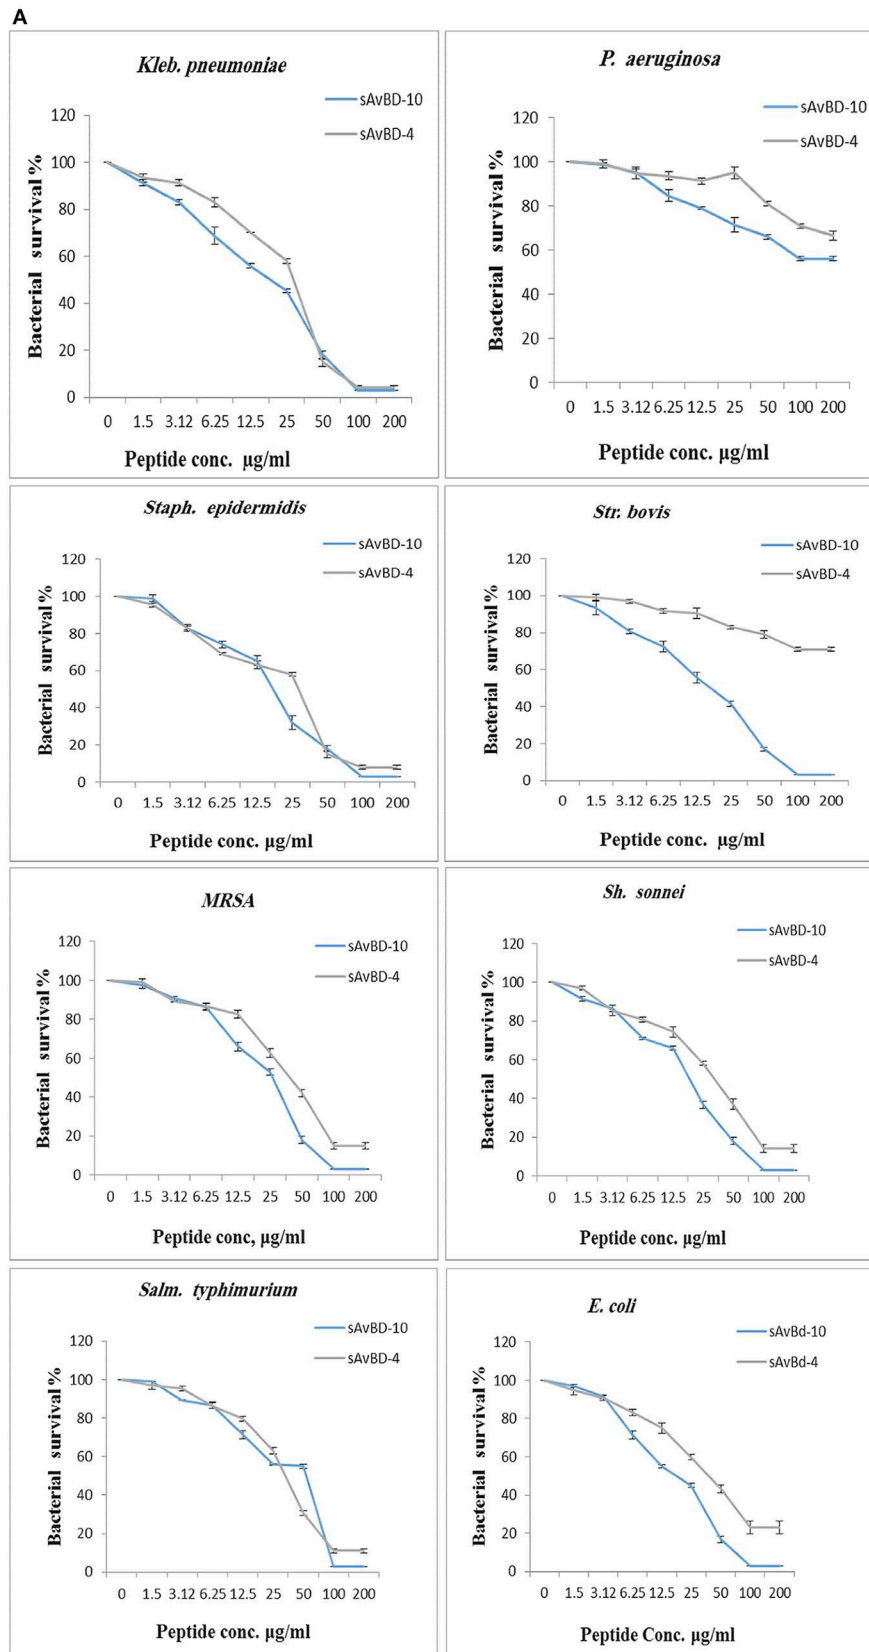 A
Kleb. pneumoniae
sAvBD-10
sAvBD-4
Bacterial survival %
120
100
80
60
40
20
0
0 1.5 3.12 6.25 12.5 25 50 100 200
Peptide conc. µg/ml
P. aeruginosa
sAvBD-10
sAvBD-4
Bacterial survival %
120
100
80
60
40
20
0
0 1.5 3.12 6.25 12.5 25 50 100 200
Peptide conc. µg/ml
Staph. epidermidis
sAvBD-10
sAvBD-4
Bacterial survival %
120
100
80
60
40
20
0
0 1.5 3.12 6.25 12.5 25 50 100 200
Peptide conc. µg/ml
Str. bovis
sAvBD-10
sAvBD-4
Bacterial survival %
120
100
80
60
40
20
0
0 1.5 3.12 6.25 12.5 25 50 100 200
Peptide conc. µg/ml
MRSA
sAvBD-10
sAvBD-4
Bacterial survival %
120
100
80
60
40
20
0
0 1.5 3.12 6.25 12.5 25 50 100 200
Peptide conc, µg/ml
Sh. sonnei
sAvBD-10
sAvBD-4
Bacterial survival %
120
100
80
60
40
20
0
0 1.5 3.12 6.25 12.5 25 50 100 200
Peptide conc. µg/ml
Salm. typhimurium
sAvBD-10
sAvBD-4
Bacterial survival %
120
100
80
60
40
20
0
0 1.5 3.12 6.25 12.5 25 50 100 200
Peptide conc. µg/ml
E. coli
sAvBd-10
sAvBd-4
Bacterial survival %
120
100
80
60
40
20
0
0 1.5 3.12 6.25 12.5 25 50 100 200
Peptide Conc. µg/ml